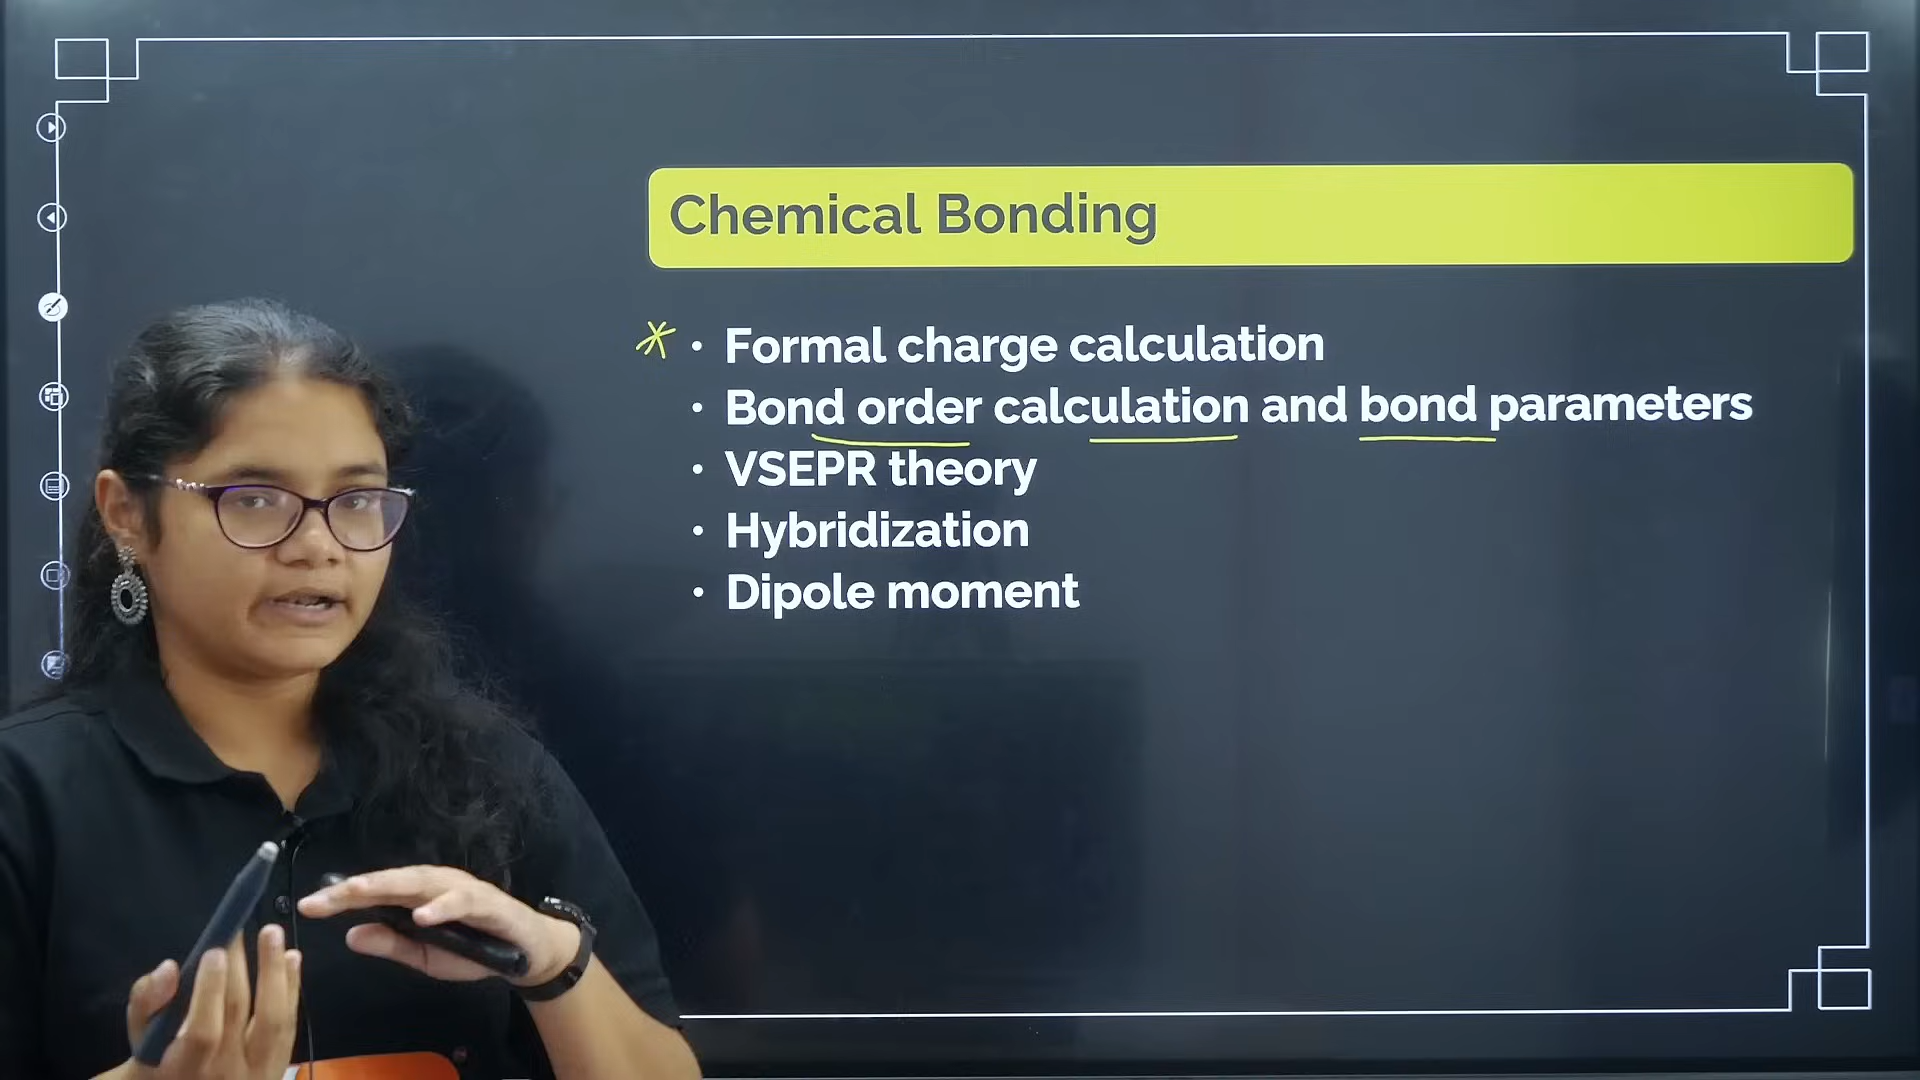 Chemical Bonding
* • Formal charge calculation
• Bond order calculation and bond parameters
• VSEPR theory
• Hybridization
• Dipole moment